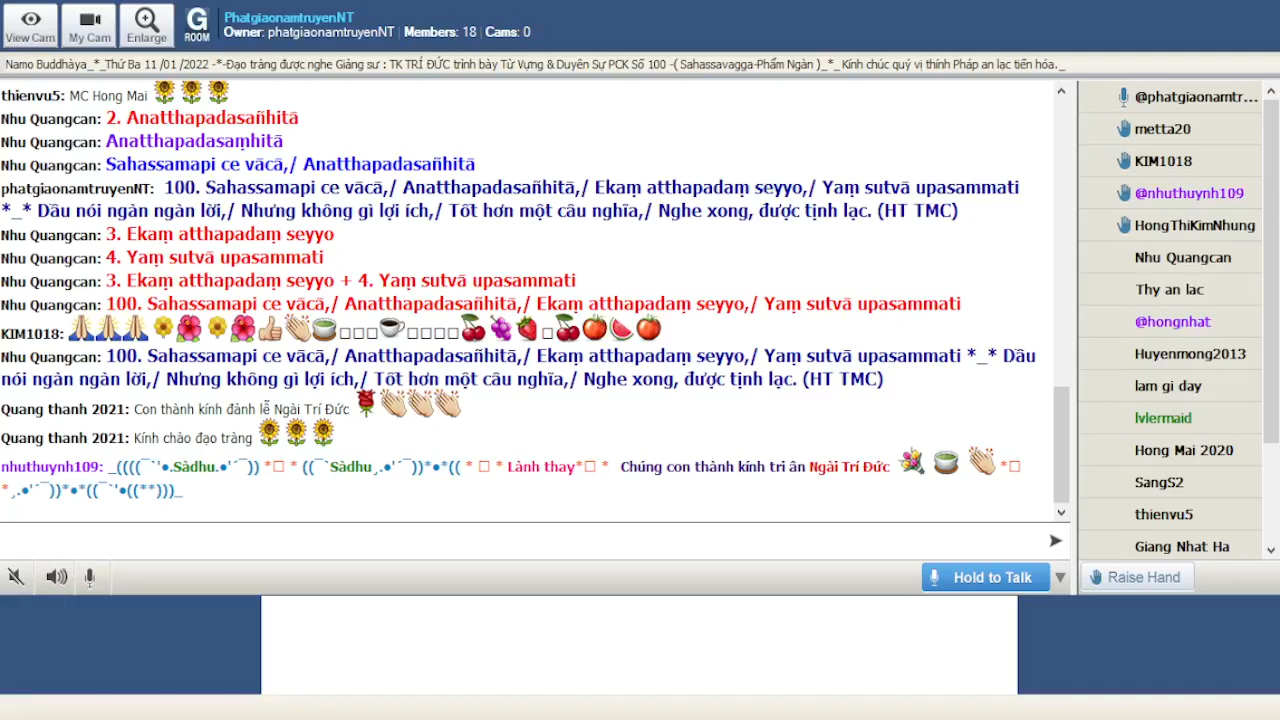 View Cam
My Cam
Enlarge
G ROOM
PhatgiaonamtruyenNT
Owner: phatgiaonamtruyenNT | Members: 18 | Cams: 0
Namo Buddhàya_*_Thứ Ba 11 /01 /2022 -*-Đạo tràng được nghe Giảng sư : TK TRÍ ĐỨC trình bày Từ Vựng & Duyên Sự PCK Số 100 -( Sahassavagga-Phẩm Ngàn )_*_ Kính chúc quý vị thính Pháp an lạc tiến hóa._
thienvu5: MC Hong Mai 🌻 🌻 🌻
Nhu Quangcan: 2. Anatthapadasañhitā
Nhu Quangcan: Anatthapadasaṃhitā
Nhu Quangcan: Sahassamapi ce vācā,/ Anatthapadasañhitā
phatgiaonamtruyenNT: 100. Sahassamapi ce vācā,/ Anatthapadasañhitā,/ Ekaṃ atthapadaṃ seyyo,/ Yaṃ sutvā upasammati
*_* Dầu nói ngàn ngàn lời,/ Nhưng không gì lợi ích,/ Tốt hơn một câu nghĩa,/ Nghe xong, được tịnh lạc. (HT TMC)
Nhu Quangcan: 3. Ekaṃ atthapadaṃ seyyo
Nhu Quangcan: 4. Yaṃ sutvā upasammati
Nhu Quangcan: 3. Ekaṃ atthapadaṃ seyyo + 4. Yaṃ sutvā upasammati
Nhu Quangcan: 100. Sahassamapi ce vācā,/ Anatthapadasañhitā,/ Ekaṃ atthapadaṃ seyyo,/ Yaṃ sutvā upasammati
KIM1018: 🙏🙏🙏🌼🌺🌼🌺👍👏🍵□□□☕□□□□🍒🍇🍓□🍒🍎🍉🍎
Nhu Quangcan: 100. Sahassamapi ce vācā,/ Anatthapadasañhitā,/ Ekaṃ atthapadaṃ seyyo,/ Yaṃ sutvā upasammati *_* Dầu
nói ngàn ngàn lời,/ Nhưng không gì lợi ích,/ Tốt hơn một câu nghĩa,/ Nghe xong, được tịnh lạc. (HT TMC)
Quang thanh 2021: Con thành kính đảnh lễ Ngài Trí Đức 🌹👏👏👏
Quang thanh 2021: Kính chào đạo tràng 🌻 🌻 🌻
nhuthuynh109: _((((¯`'•.Sàdhu.•'´¯)) *□ * ((¯`Sàdhu¸.•'´¯))*•*(( * □ * Lành thay*□ * Chúng con thành kính tri ân Ngài Trí Đức 💐 🍵 👏 *□
*¸.•'´¯))*•*((¯`'•((**)))_
Hold to Talk
@phatgiaonamtr...
metta20
KIM1018
@nhuthuynh109
HongThiKimNhung
Nhu Quangcan
Thy an lac
@hongnhat
Huyenmong2013
lam gi day
lvlermaid
Hong Mai 2020
SangS2
thienvu5
Giang Nhat Ha
Raise Hand